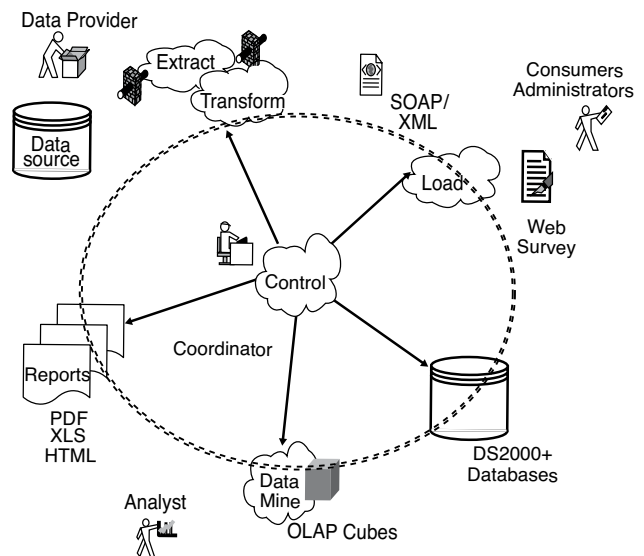 Data Provider
Extract
Transform
Data
source
SOAP/
XML
Consumers
Administrators
Load
Web
Survey
Control
Coordinator
Reports
PDF
XLS
HTML
DS2000+
Databases
Data
Mine
OLAP Cubes
Analyst